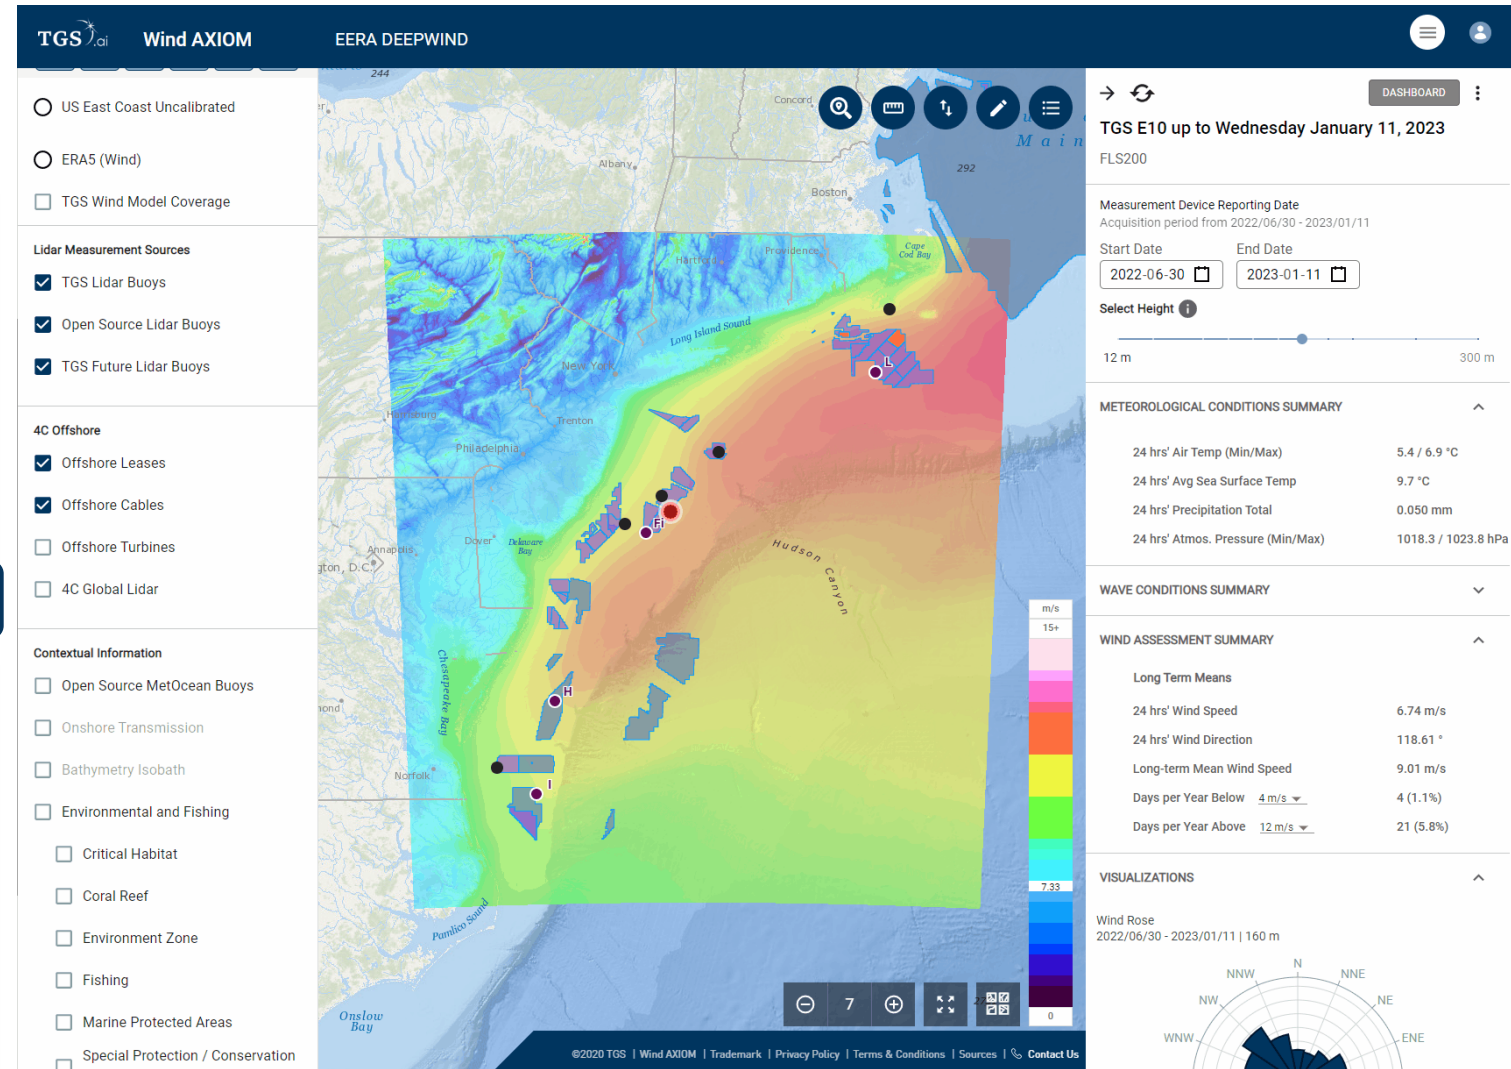 TGS.ai Wind AXIOM EERA DEEPWIND
US East Coast Uncalibrated
ERA5 (Wind)
TGS Wind Model Coverage
Lidar Measurement Sources
TGS Lidar Buoys
Open Source Lidar Buoys
TGS Future Lidar Buoys
4C Offshore
Offshore Leases
Offshore Cables
Offshore Turbines
4C Global Lidar
Contextual Information
Open Source MetOcean Buoys
Onshore Transmission
Bathymetry Isobath
Environmental and Fishing
Critical Habitat
Coral Reef
Environment Zone
Fishing
Marine Protected Areas
Special Protection / Conservation
244
Concord
Main
292
Albany
Boston
Cape
Cod Bay
Providence
Hartford
Long Island Sound
New York
L
Trenton
Philadelphia
Fi
Dover
Delaware
Bay
Annapolis
gton, D.C.
Hudson Canyon
Chesapeake Bay
H
mond
Norfolk
I
Pamlico Sound
Onslow
Bay
m/s
15+
7.33
0
7
©2020 TGS | Wind AXIOM | Trademark | Privacy Policy | Terms & Conditions | Sources | Contact Us
DASHBOARD
TGS E10 up to Wednesday January 11, 2023
FLS200
Measurement Device Reporting Date
Acquisition period from 2022/06/30 - 2023/01/11
Start Date End Date
2022-06-30 2023-01-11
Select Height i
12 m 300 m
METEOROLOGICAL CONDITIONS SUMMARY
24 hrs' Air Temp (Min/Max) 5.4 / 6.9 °C
24 hrs' Avg Sea Surface Temp 9.7 °C
24 hrs' Precipitation Total 0.050 mm
24 hrs' Atmos. Pressure (Min/Max) 1018.3 / 1023.8 hPa
WAVE CONDITIONS SUMMARY
WIND ASSESSMENT SUMMARY
Long Term Means
24 hrs' Wind Speed 6.74 m/s
24 hrs' Wind Direction 118.61 °
Long-term Mean Wind Speed 9.01 m/s
Days per Year Below 4 m/s 4 (1.1%)
Days per Year Above 12 m/s 21 (5.8%)
VISUALIZATIONS
Wind Rose
2022/06/30 - 2023/01/11 | 160 m
N
NNW NNE
NW NE
WNW ENE